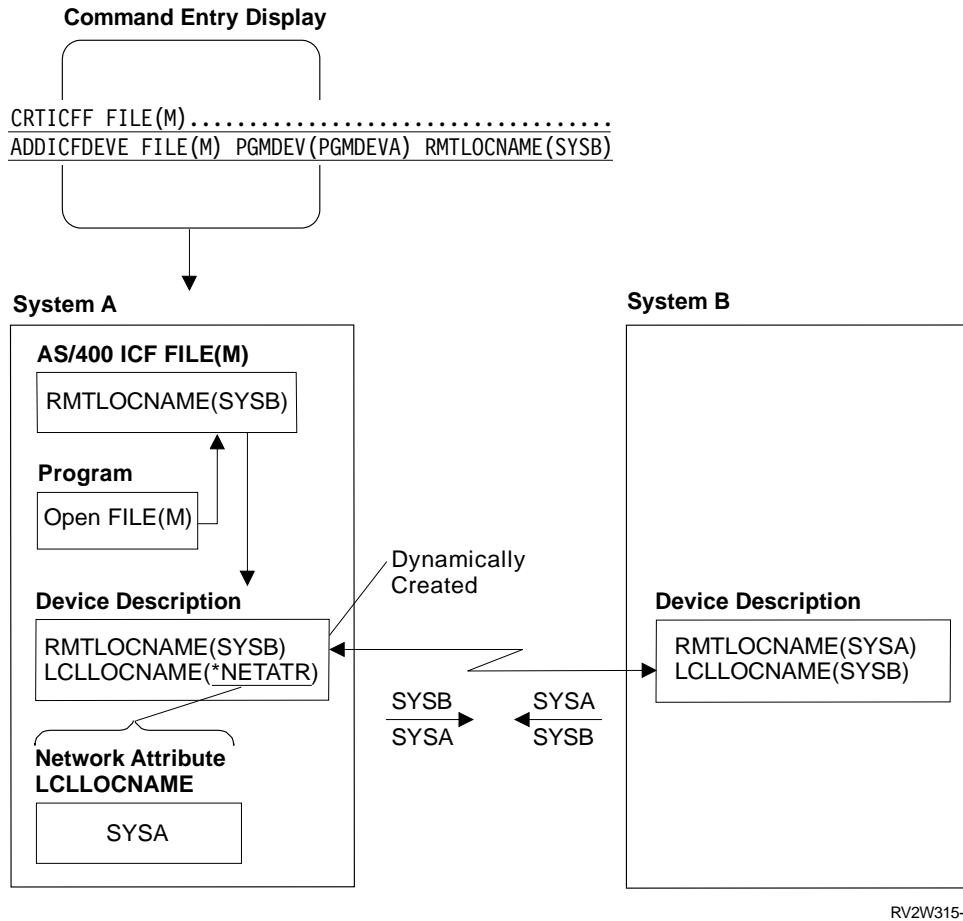 Command Entry Display
CRTICFF FILE(M)...................................
ADDICFDEVE FILE(M) PGMDEV(PGMDEVA) RMTLOCNAME(SYSB)
System A
System B
AS/400 ICF FILE(M)
RMTLOCNAME(SYSB)
Program
Open FILE(M)
Dynamically
Created
Device Description
RMTLOCNAME(SYSB)
LCLLOCNAME(*NETATR)
Device Description
RMTLOCNAME(SYSA)
LCLLOCNAME(SYSB)
SYSB
SYSA
SYSA
SYSB
Network Attribute
LCLLOCNAME
SYSA
RV2W315-